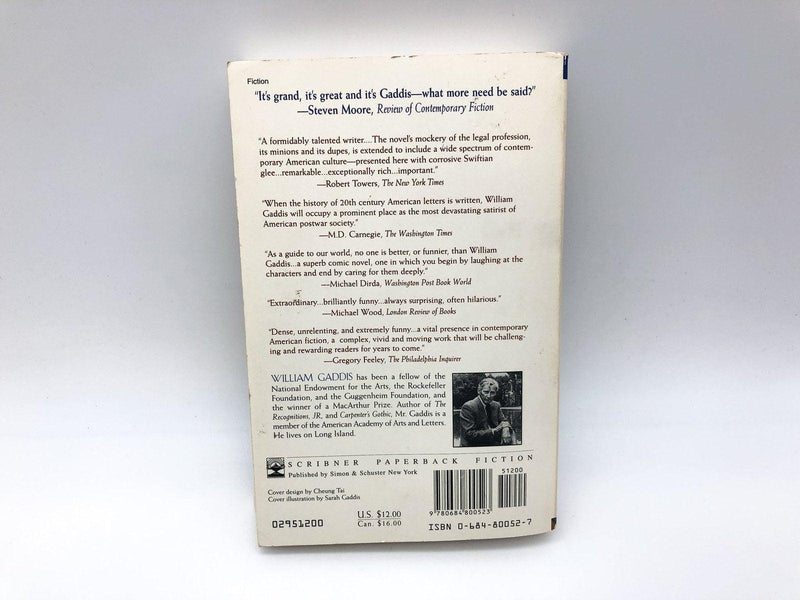 Fiction
"It's grand, it's great and it's Gaddis—what more need be said?"
—Steven Moore, Review of Contemporary Fiction
"A formidably talented writer....The novel's mockery of the legal profession,
its minions and its dupes, is extended to include a wide spectrum of contem-
porary American culture—presented here with corrosive Swiftian
glee...remarkable...exceptionally rich...important."
—Robert Towers, The New York Times
"When the history of 20th century American letters is written, William
Gaddis will occupy a prominent place as the most devastating satirist of
American postwar society."
—M.D. Carnegie, The Washington Times
"As a guide to our world, no one is better, or funnier, than William
Gaddis...a superb comic novel, one in which you begin by laughing at the
characters and end by caring for them deeply."
—Michael Dirda, Washington Post Book World
"Extraordinary...brilliantly funny...always surprising, often hilarious."
—Michael Wood, London Review of Books
"Dense, unrelenting, and extremely funny...a vital presence in contemporary
American fiction, a complex, vivid and moving work that will be challeng-
ing and rewarding readers for years to come."
—Gregory Feeley, The Philadelphia Inquirer
WILLIAM GADDIS has been a fellow of the
National Endowment for the Arts, the Rockefeller
Foundation, and the Guggenheim Foundation, and
the winner of a MacArthur Prize. Author of The
Recognitions, JR, and Carpenter's Gothic, Mr. Gaddis is a
member of the American Academy of Arts and Letters.
He lives on Long Island.
SCRIBNER PAPERBACK FICTION
Published by Simon & Schuster New York
51200
Cover design by Cheung Tai
Cover illustration by Sarah Gaddis
02951200
U.S. $12.00
Can. $16.00
9 780684 800523
ISBN 0-684-80052-7